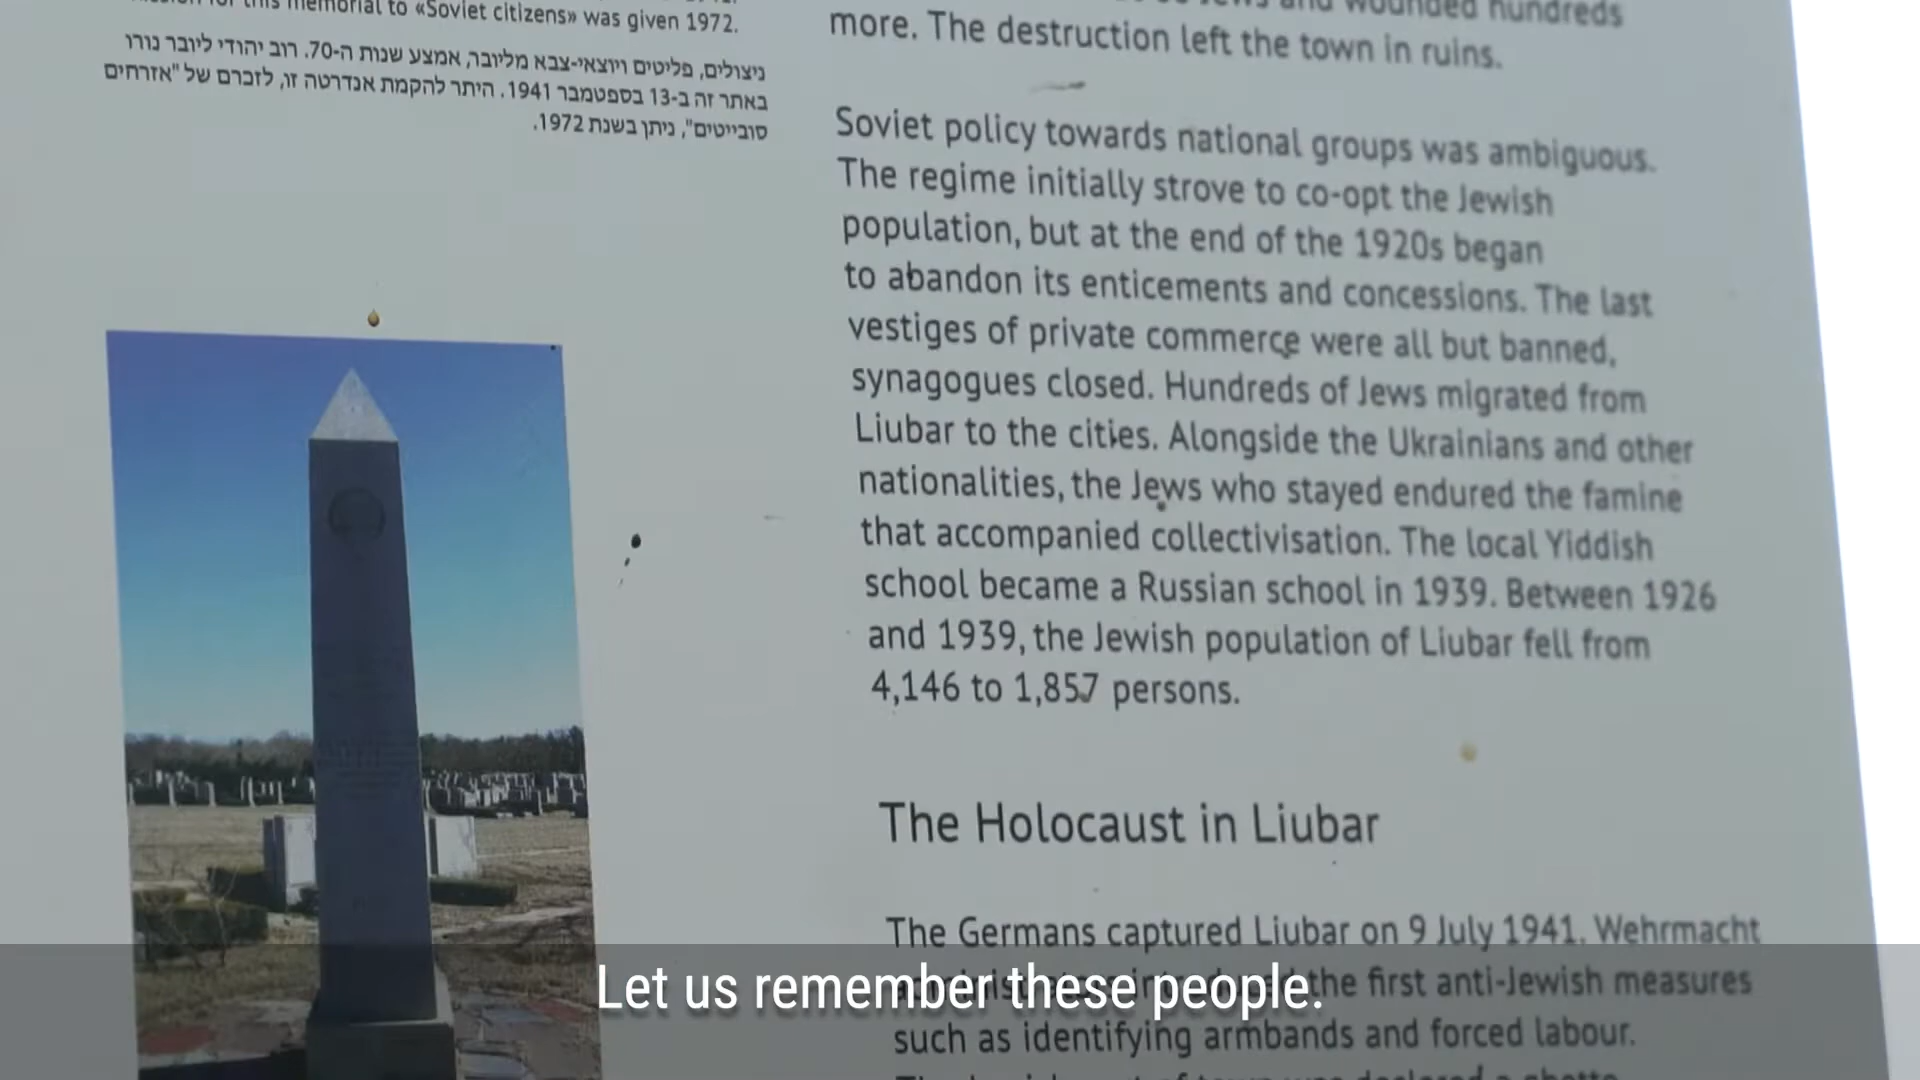 for this memorial to «Soviet citizens» was given 1972.
ניצולים, פליטים ויוצאי-צבא מליובר, אמצע שנות ה-70. רוב יהודי ליובר נורו
באתר זה ב-13 בספטמבר 1941. היתר להקמת אנדרטה זו, לזכרם של "אזרחים
סובייטים", ניתן בשנת 1972.
Jews and wounded hundreds
more. The destruction left the town in ruins.
Soviet policy towards national groups was ambiguous.
The regime initially strove to co-opt the Jewish
population, but at the end of the 1920s began
to abandon its enticements and concessions. The last
vestiges of private commerce were all but banned,
synagogues closed. Hundreds of Jews migrated from
Liubar to the cities. Alongside the Ukrainians and other
nationalities, the Jews who stayed endured the famine
that accompanied collectivisation. The local Yiddish
school became a Russian school in 1939. Between 1926
and 1939, the Jewish population of Liubar fell from
4,146 to 1,857 persons.
The Holocaust in Liubar
The Germans captured Liubar on 9 July 1941. Wehrmacht
the first anti-Jewish measures
such as identifying armbands and forced labour.
Let us remember these people.